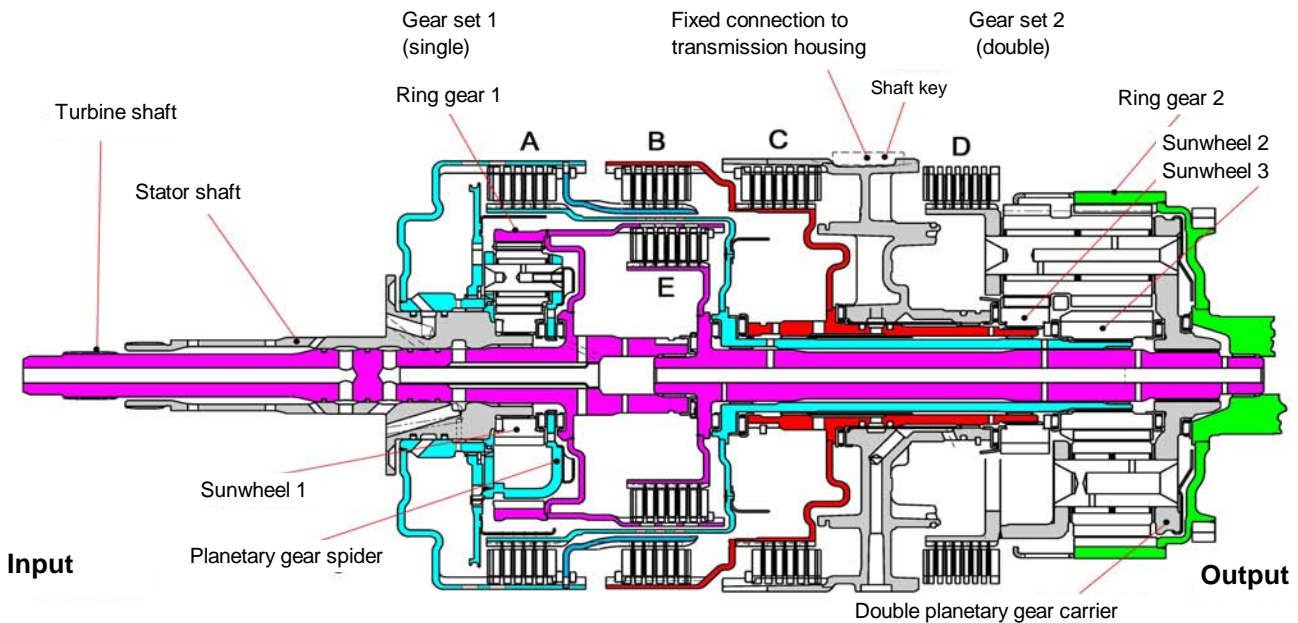 Gear set 1
(single)
Fixed connection to
transmission housing
Gear set 2
(double)
Ring gear 1
Shaft key
Ring gear 2
Turbine shaft
A
B
C
D
Sunwheel 2
Sunwheel 3
Stator shaft
E
Sunwheel 1
Planetary gear spider
Input
Output
Double planetary gear carrier